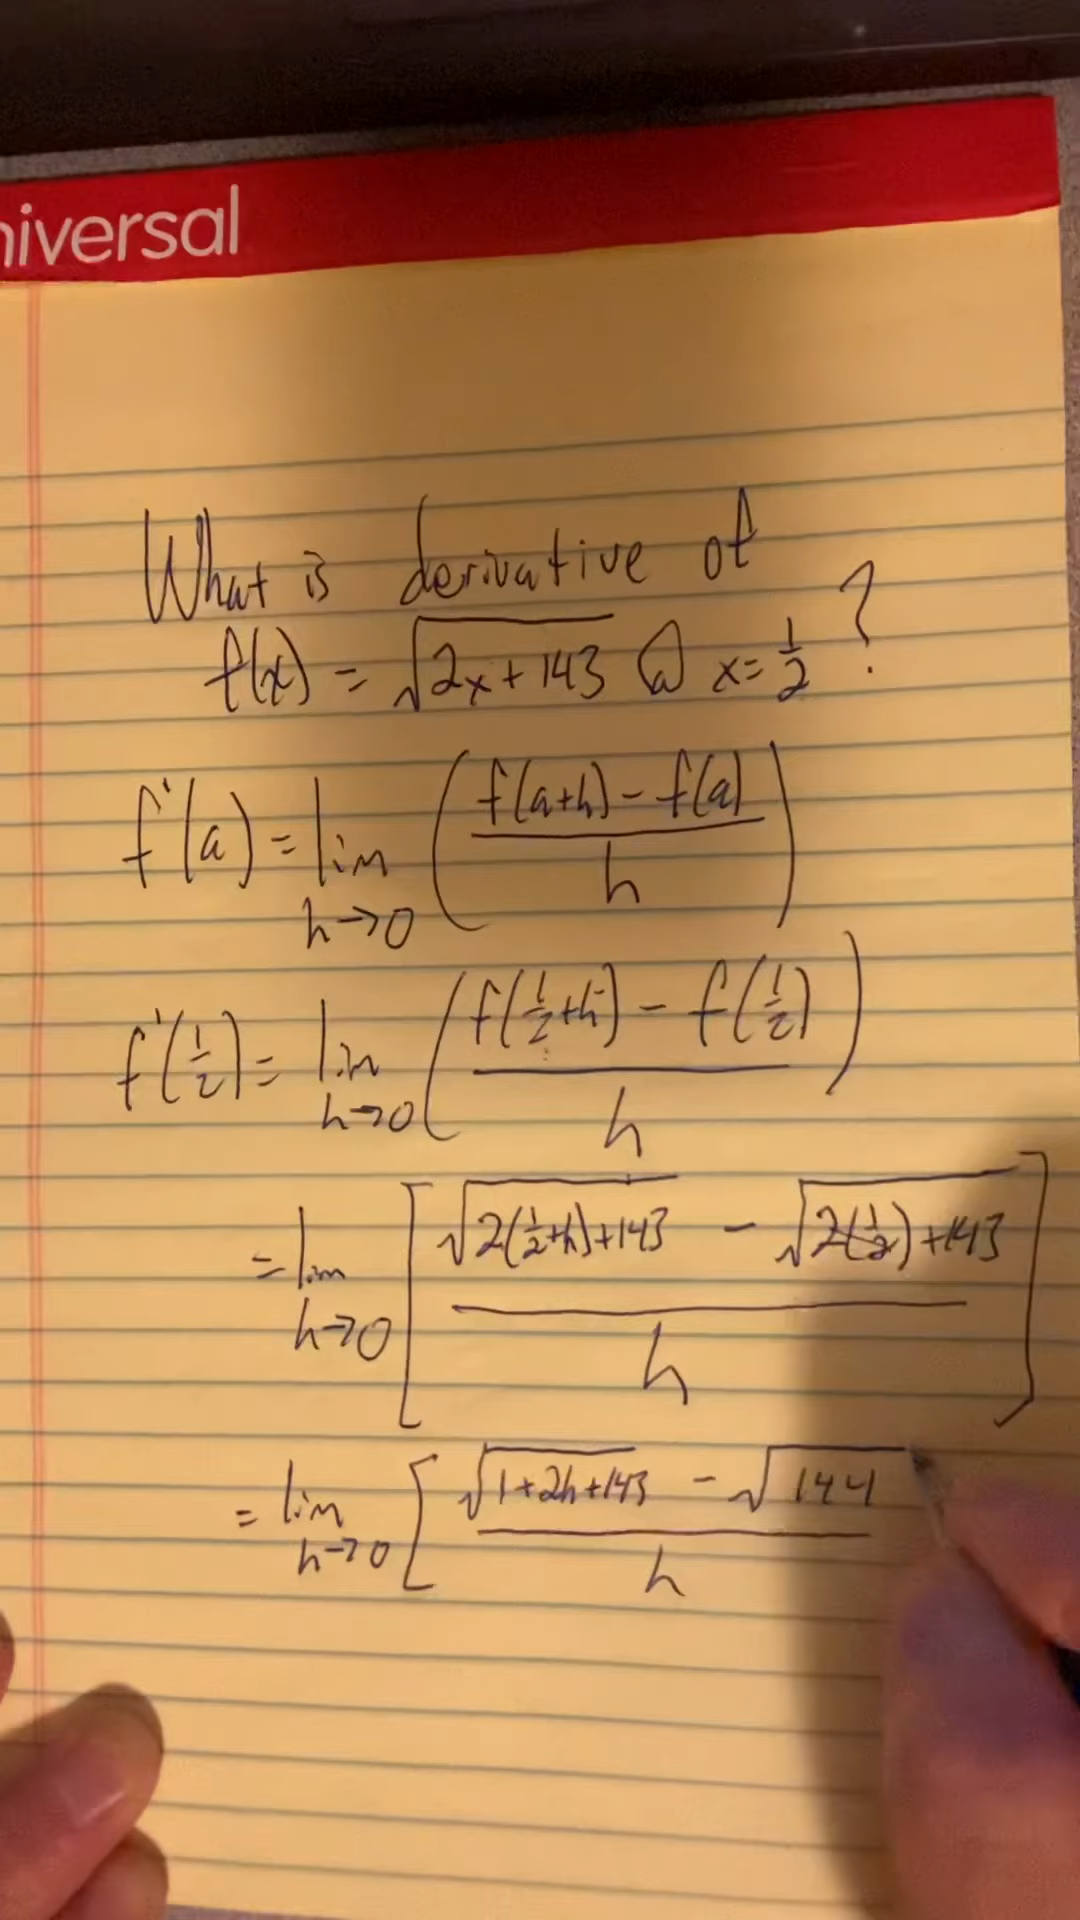 niversal
What is derivative of
f(x) = √(2x+143) @ x = 1/2 ?
f'(a) = lim h→0 ( (f(a+h) - f(a)) / h )
f'(1/2) = lim h→0 ( (f(1/2+h) - f(1/2)) / h )
= lim h→0 [ (√(2(1/2+h)+143) - √(2(1/2)+143)) / h ]
= lim h→0 [ (√(1+2h+143) - √144) / h